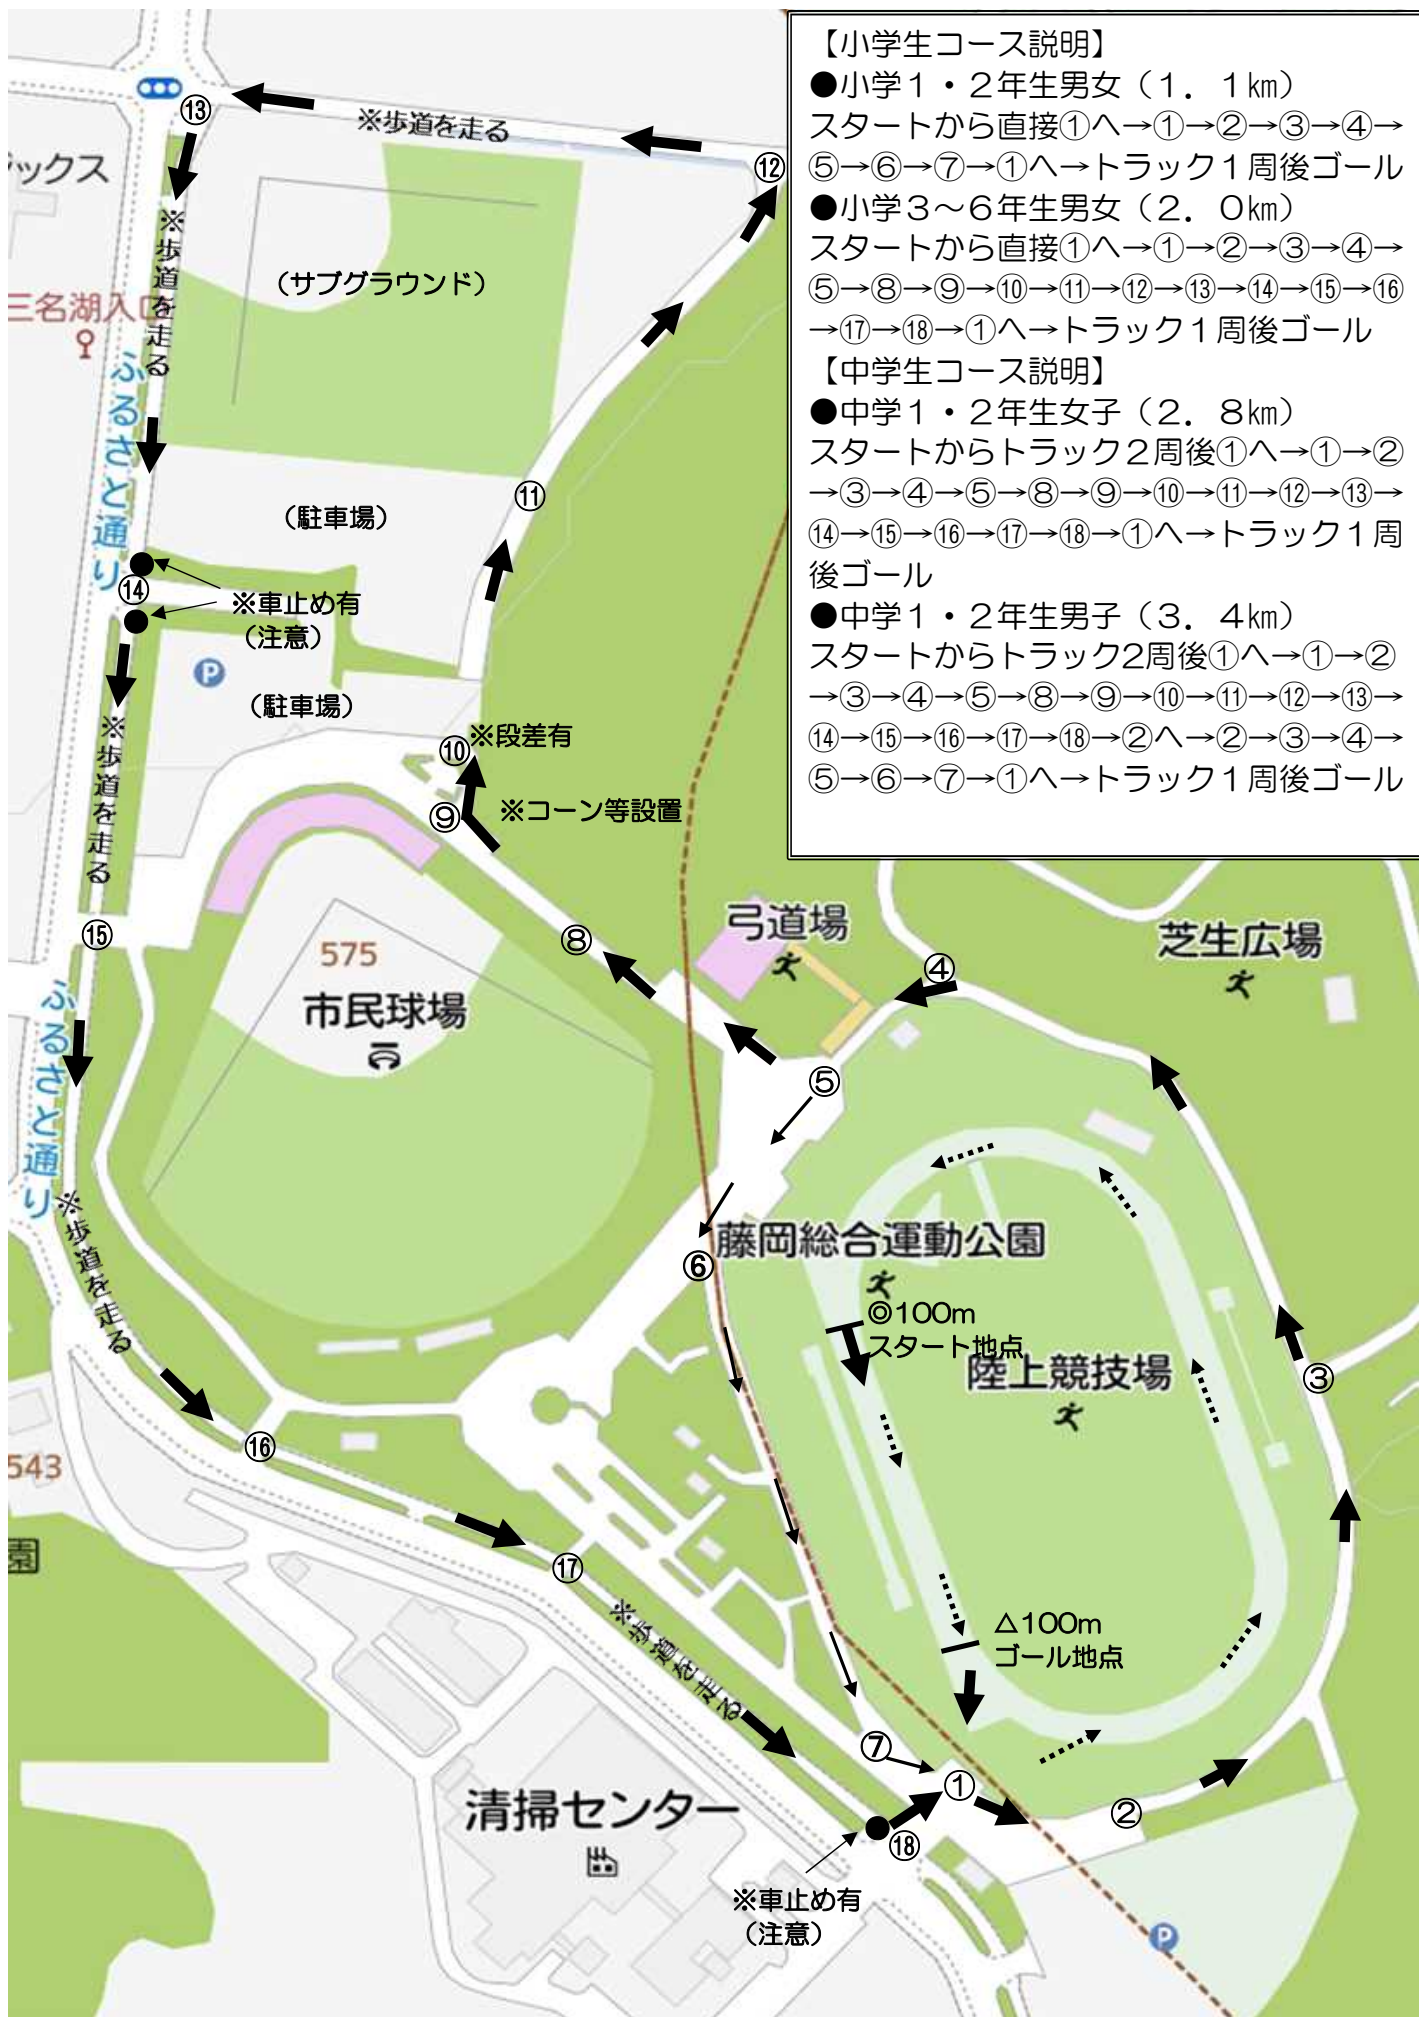 【小学生コース説明】
●小学１・２年生男女（１．１㎞）
スタートから直接①へ→①→②→③→④→
⑤→⑥→⑦→①へ→トラック１周後ゴール
●小学３～６年生男女（２．０㎞）
スタートから直接①へ→①→②→③→④→
⑤→⑧→⑨→⑩→⑪→⑫→⑬→⑭→⑮→⑯
→⑰→⑱→①へ→トラック１周後ゴール
【中学生コース説明】
●中学１・２年生女子（２．８㎞）
スタートからトラック２周後①へ→①→②
→③→④→⑤→⑧→⑨→⑩→⑪→⑫→⑬→
⑭→⑮→⑯→⑰→⑱→①へ→トラック１周
後ゴール
●中学１・２年生男子（３．４㎞）
スタートからトラック2周後①へ→①→②
→③→④→⑤→⑧→⑨→⑩→⑪→⑫→⑬→
⑭→⑮→⑯→⑰→⑱→②へ→②→③→④→
⑤→⑥→⑦→①へ→トラック１周後ゴール
⑬
※歩道を走る
⑫
ックス
※歩道を走る
（サブグラウンド）
三名湖入口
ふるさと通り
⑪
（駐車場）
⑭
※車止め有
（注意）
P
（駐車場）
※歩道を走る
⑩
※段差有
⑨
※コーン等設置
⑮
⑧
弓道場
④
芝生広場
575
市民球場
ふるさと通り
⑤
※歩道を走る
⑥
藤岡総合運動公園
◎100m
スタート地点
陸上競技場
③
⑯
543
園
⑰
※歩道を走る
△100m
ゴール地点
⑦
①
②
清掃センター
⑱
※車止め有
（注意）
P